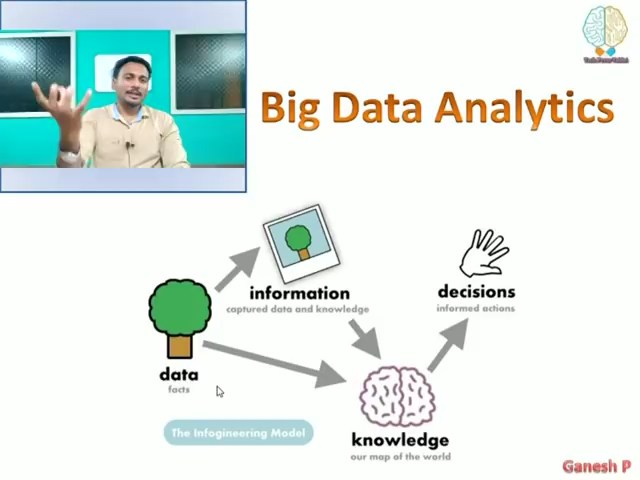 Big Data Analytics
information
captured data and knowledge
decisions
informed actions
data
facts
The Infogineering Model
knowledge
our map of the world
Ganesh P